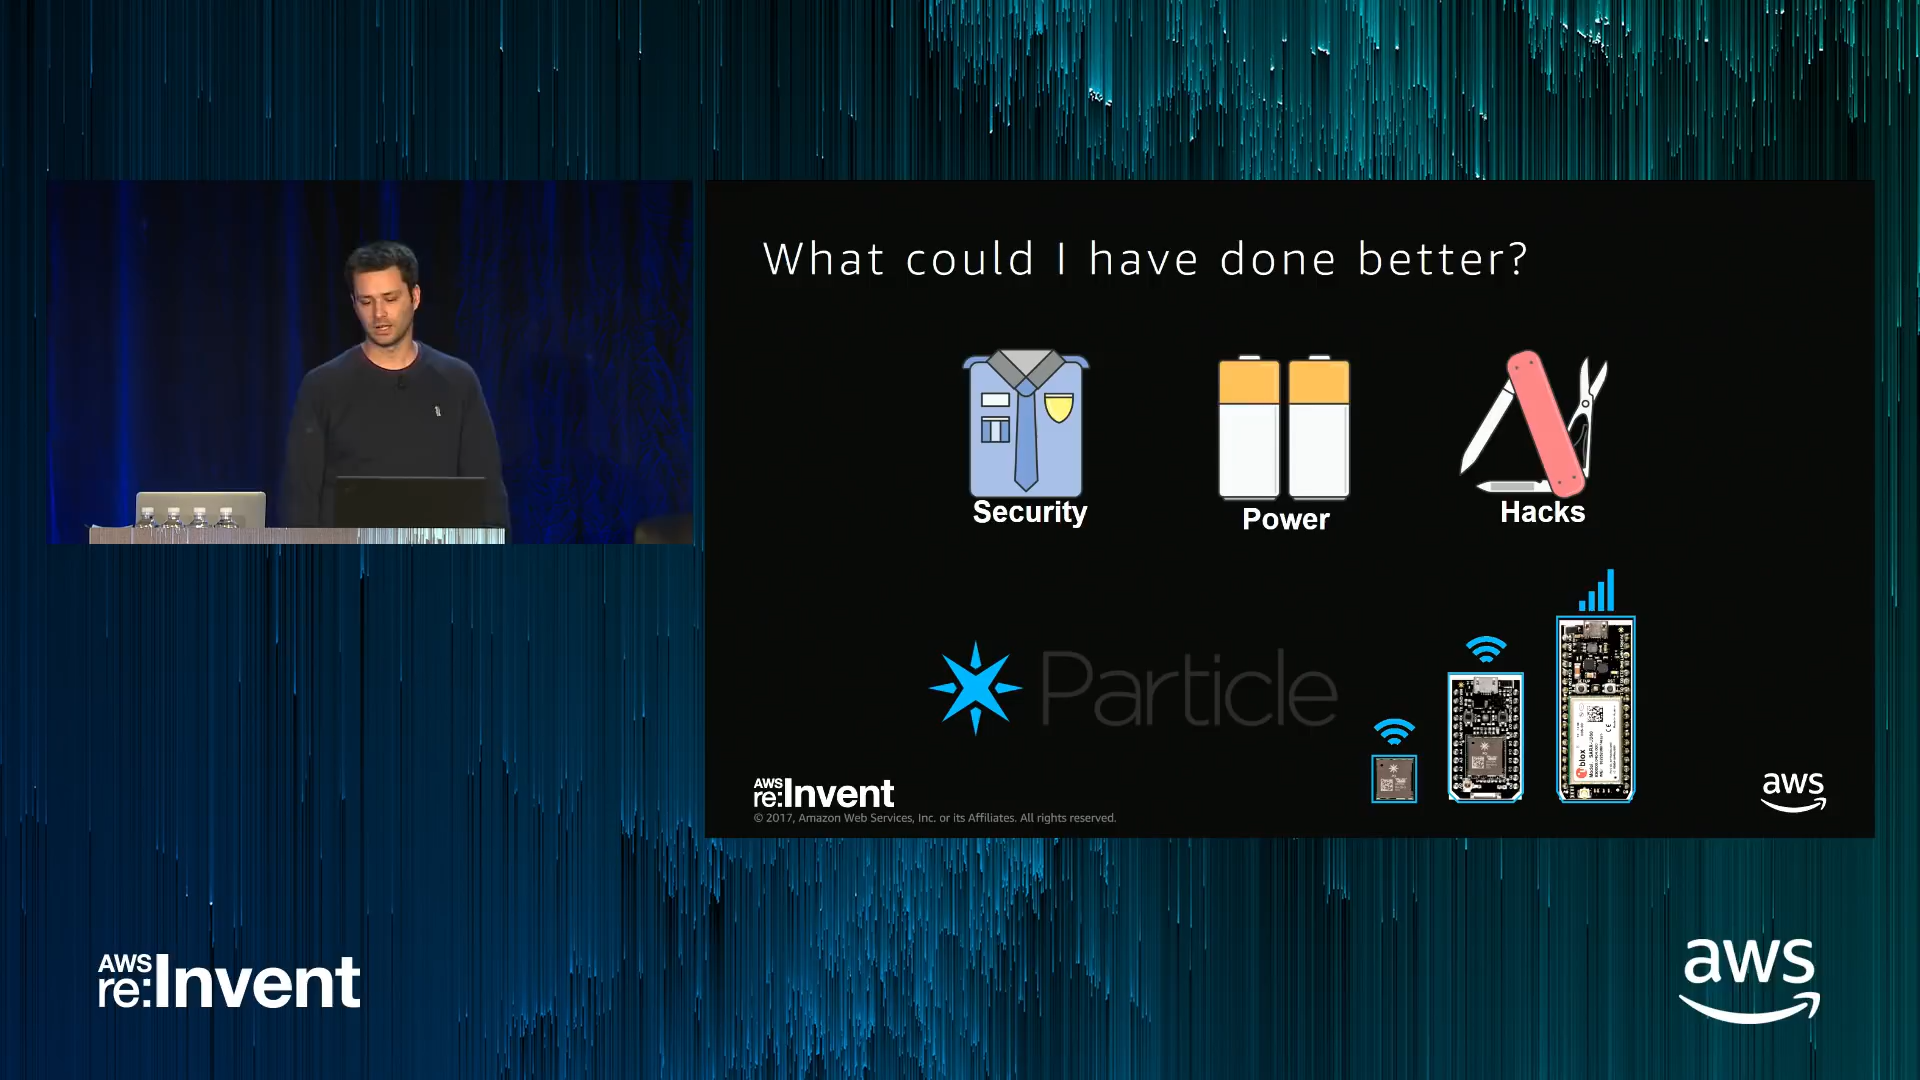 What could I have done better?
Security
Power
Hacks
Particle
AWS
re:Invent
© 2017, Amazon Web Services, Inc. or its Affiliates. All rights reserved.
aws
AWS
re:Invent
aws